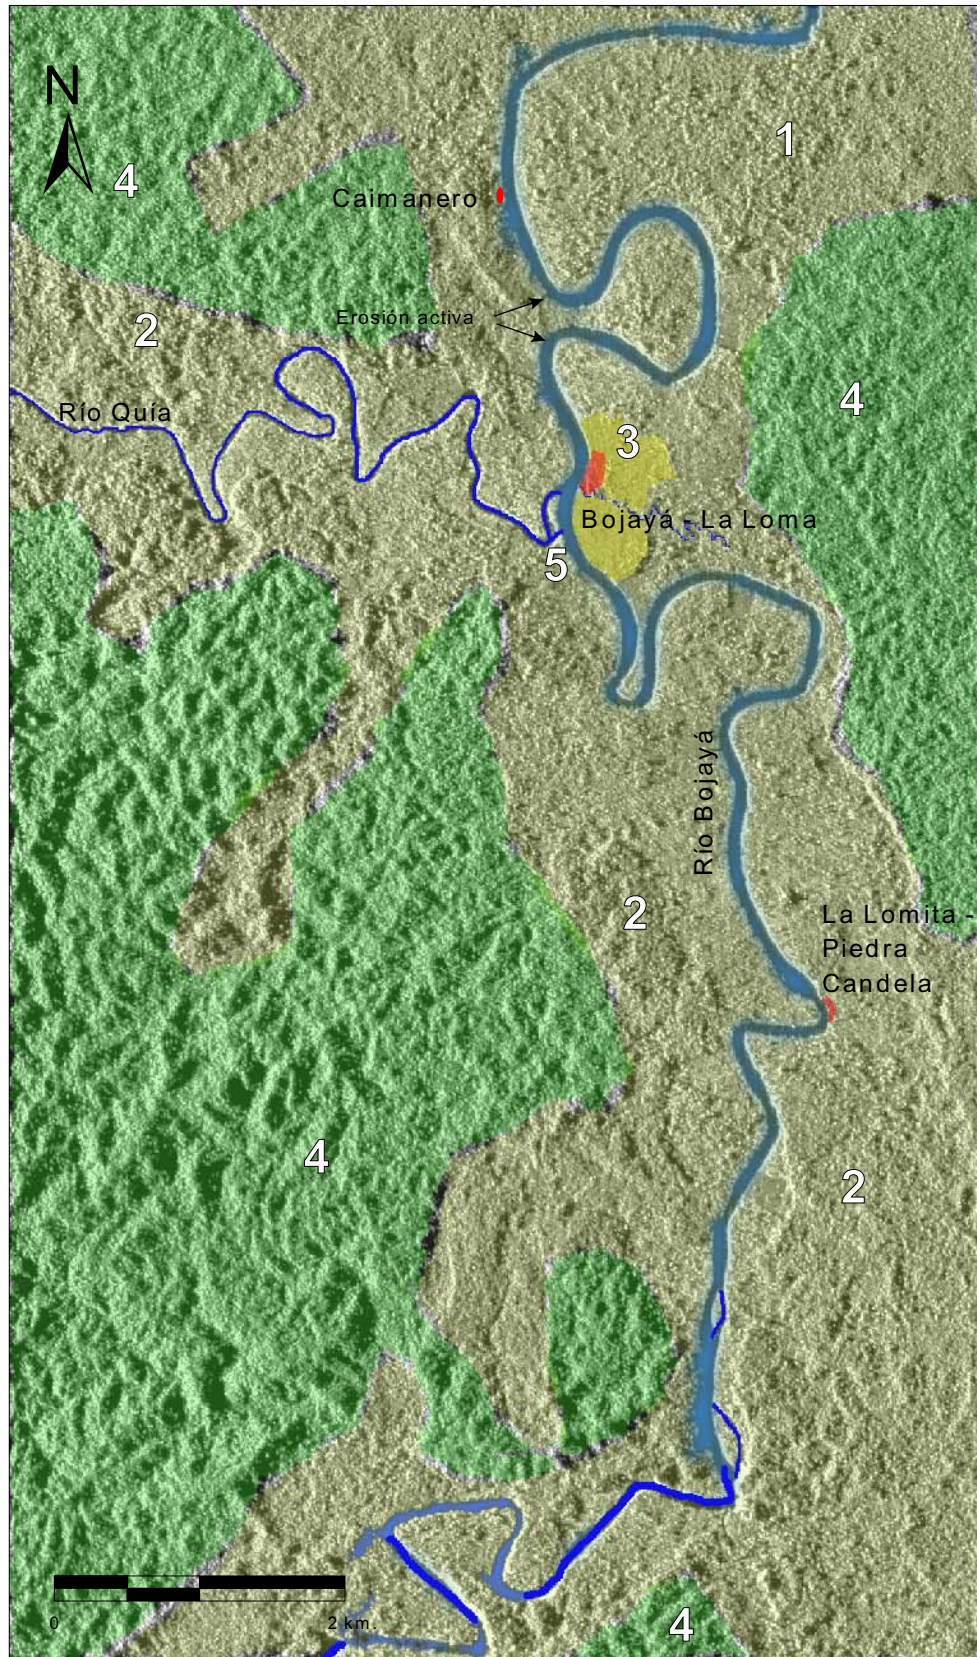 N
1
4
Caimanero
Erosión activa
2
4
Río Quía
3
Bojayá - La Loma
5
Río Bojayá
2
La Lomita -
Piedra
Candela
4
2
0
2 km.
4